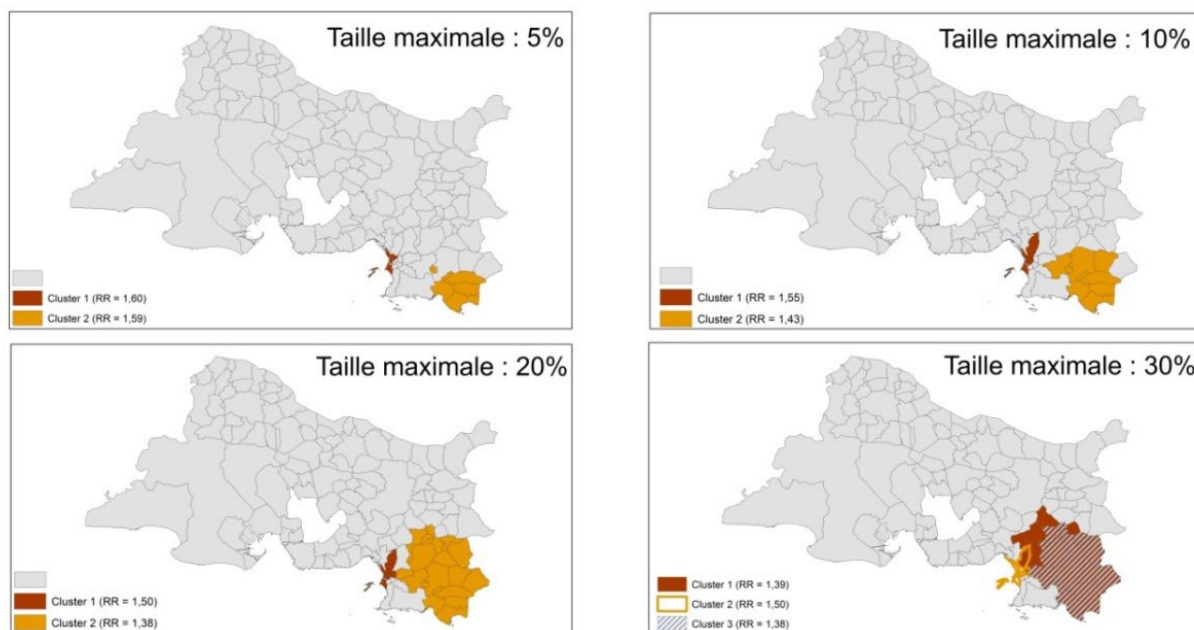 Taille maximale : 5%
Cluster 1 (RR = 1,60)
Cluster 2 (RR = 1,59)
Taille maximale : 10%
Cluster 1 (RR = 1,55)
Cluster 2 (RR = 1,43)
Taille maximale : 20%
Cluster 1 (RR = 1,50)
Cluster 2 (RR = 1,38)
Taille maximale : 30%
Cluster 1 (RR = 1,39)
Cluster 2 (RR = 1,50)
Cluster 3 (RR = 1,38)